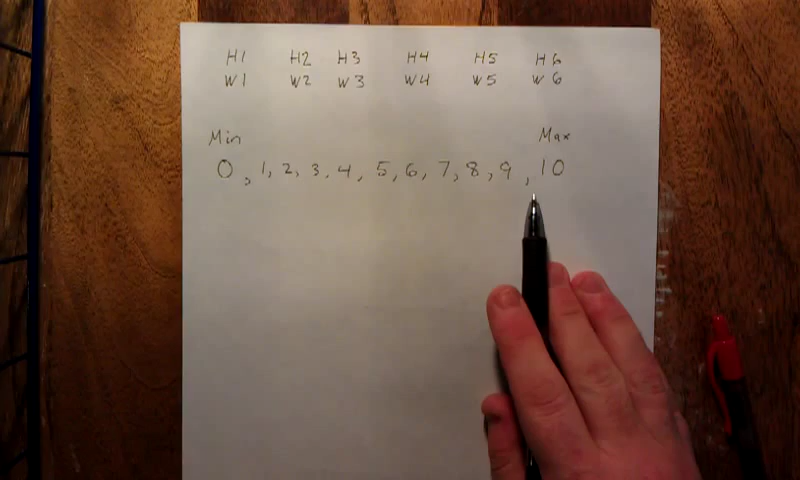 H1 H2 H3 H4 H5 H6
W1 W2 W3 W4 W5 W6
Min Max
0, 1, 2, 3, 4, 5, 6, 7, 8, 9, 10